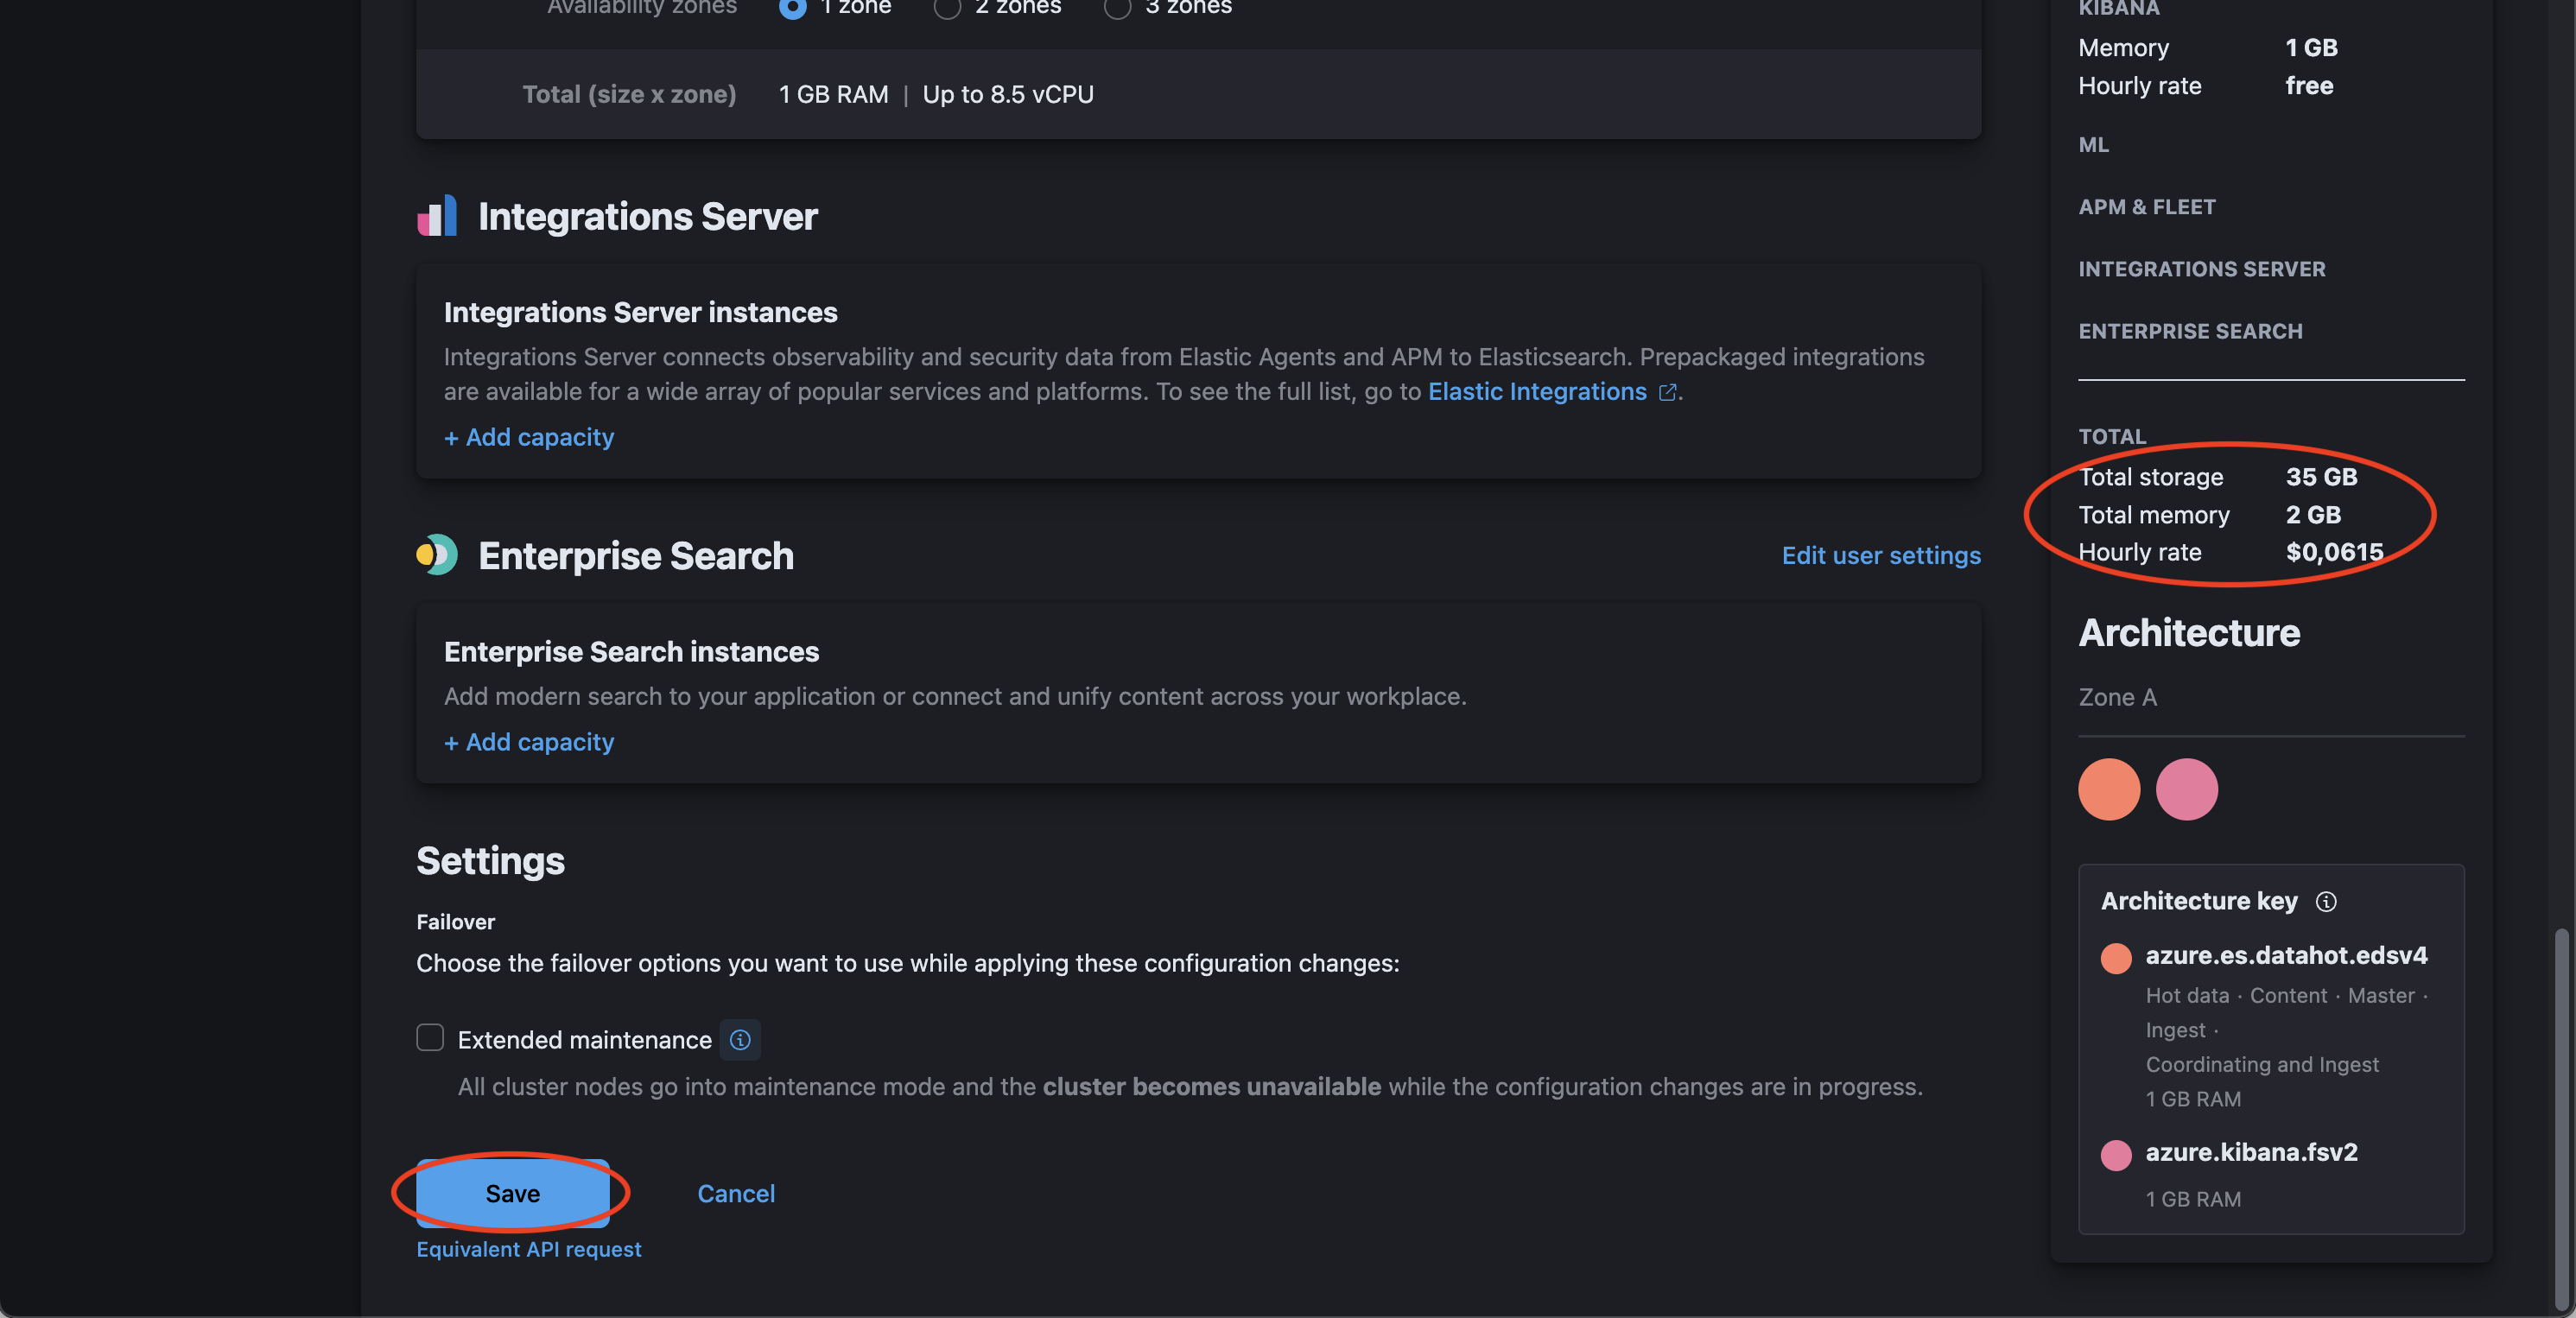 Availability zones 1 zone 2 zones 3 zones
Total (size x zone) 1 GB RAM | Up to 8.5 vCPU
Integrations Server
Integrations Server instances
Integrations Server connects observability and security data from Elastic Agents and APM to Elasticsearch. Prepackaged integrations
are available for a wide array of popular services and platforms. To see the full list, go to Elastic Integrations.
+ Add capacity
Enterprise Search
Edit user settings
Enterprise Search instances
Add modern search to your application or connect and unify content across your workplace.
+ Add capacity
Settings
Failover
Choose the failover options you want to use while applying these configuration changes:
Extended maintenance
All cluster nodes go into maintenance mode and the cluster becomes unavailable while the configuration changes are in progress.
Save
Cancel
Equivalent API request
KIBANA
Memory 1 GB
Hourly rate free
ML
APM & FLEET
INTEGRATIONS SERVER
ENTERPRISE SEARCH
TOTAL
Total storage 35 GB
Total memory 2 GB
Hourly rate $0,0615
Architecture
Zone A
Architecture key
azure.es.datahot.edsv4
Hot data · Content · Master ·
Ingest ·
Coordinating and Ingest
1 GB RAM
azure.kibana.fsv2
1 GB RAM